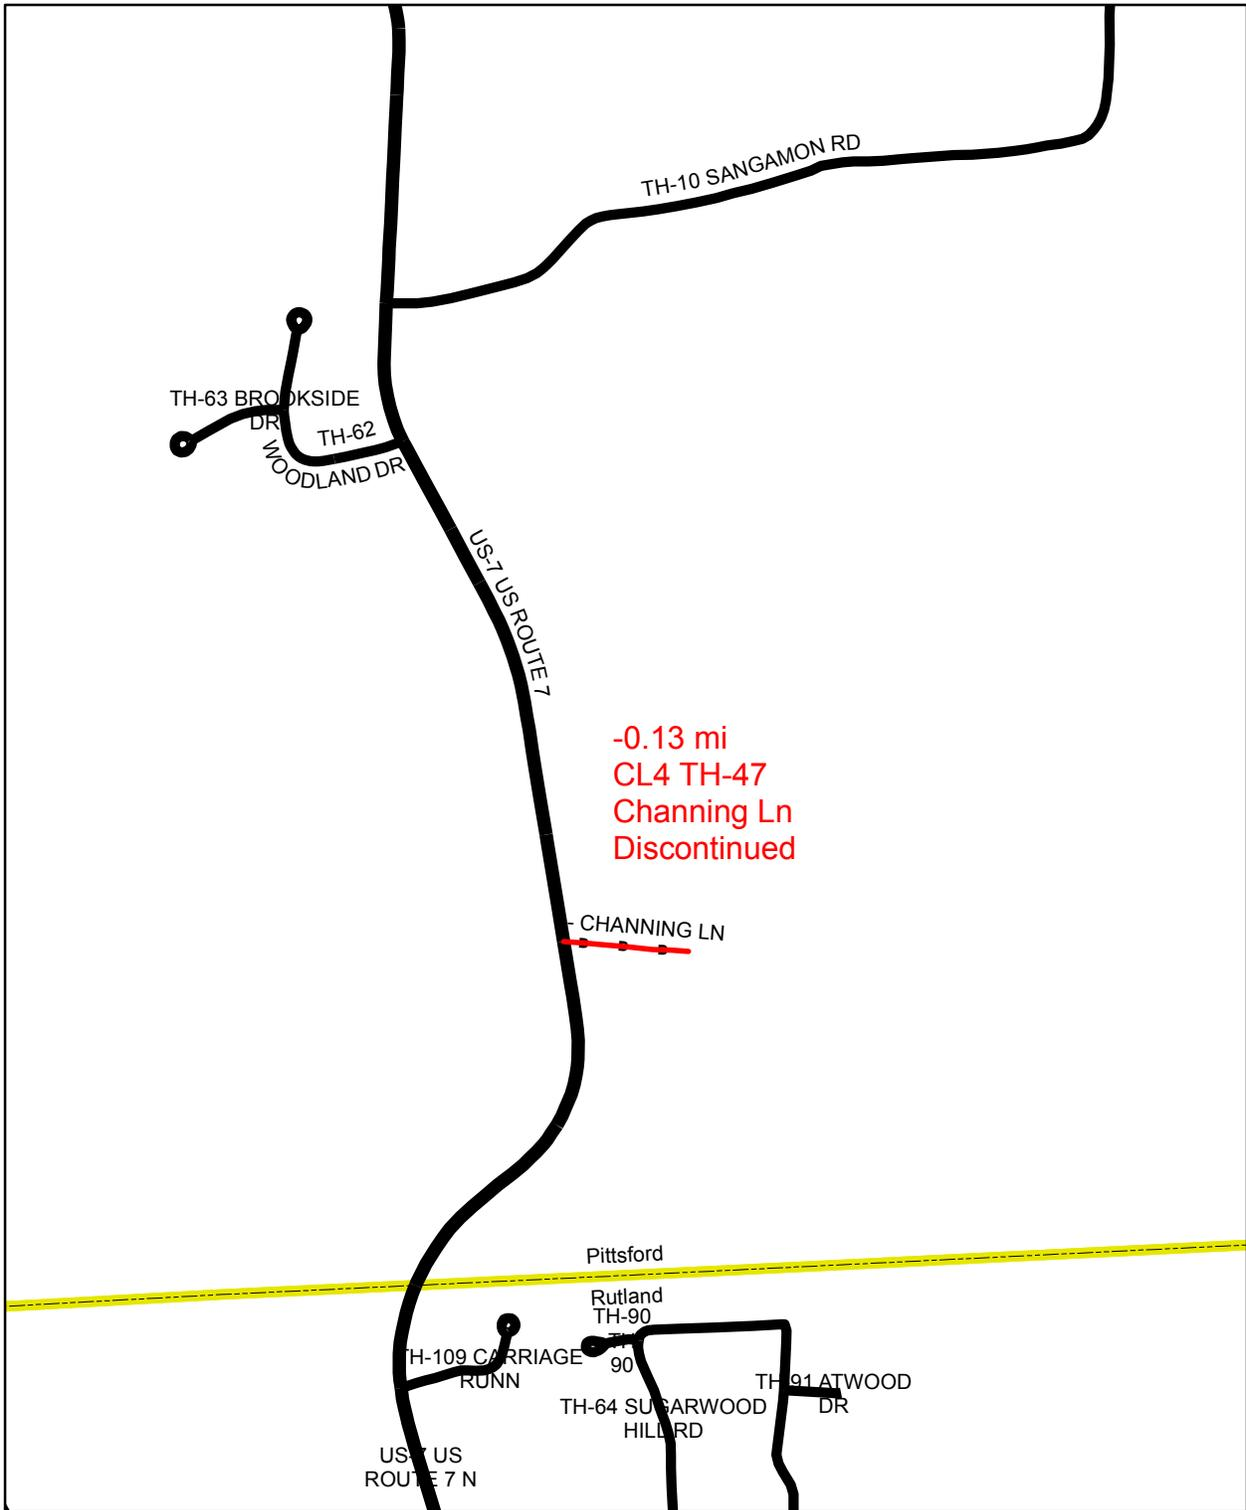 TH-10 SANGAMON RD
TH-63 BROOKSIDE
DR
TH-62
WOODLAND DR
US-7 US ROUTE 7
-0.13 mi
CL4 TH-47
Channing Ln
Discontinued
- CHANNING LN
D D D
Pittsford
Rutland
TH-90
TH-
90
TH-109 CARRIAGE
RUNN
TH-91 ATWOOD
DR
TH-64 SUGARWOOD
HILL RD
US-7 US
ROUTE 7 N